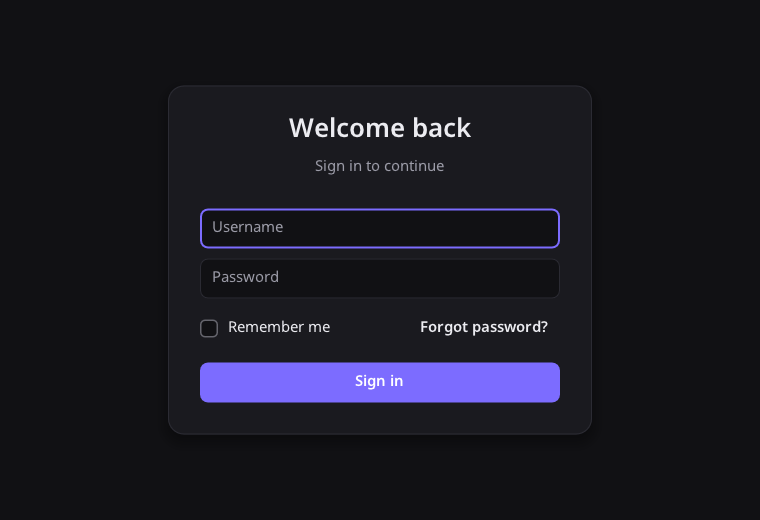 Welcome back
Sign in to continue
Username
Password
Remember me Forgot password?
Sign in